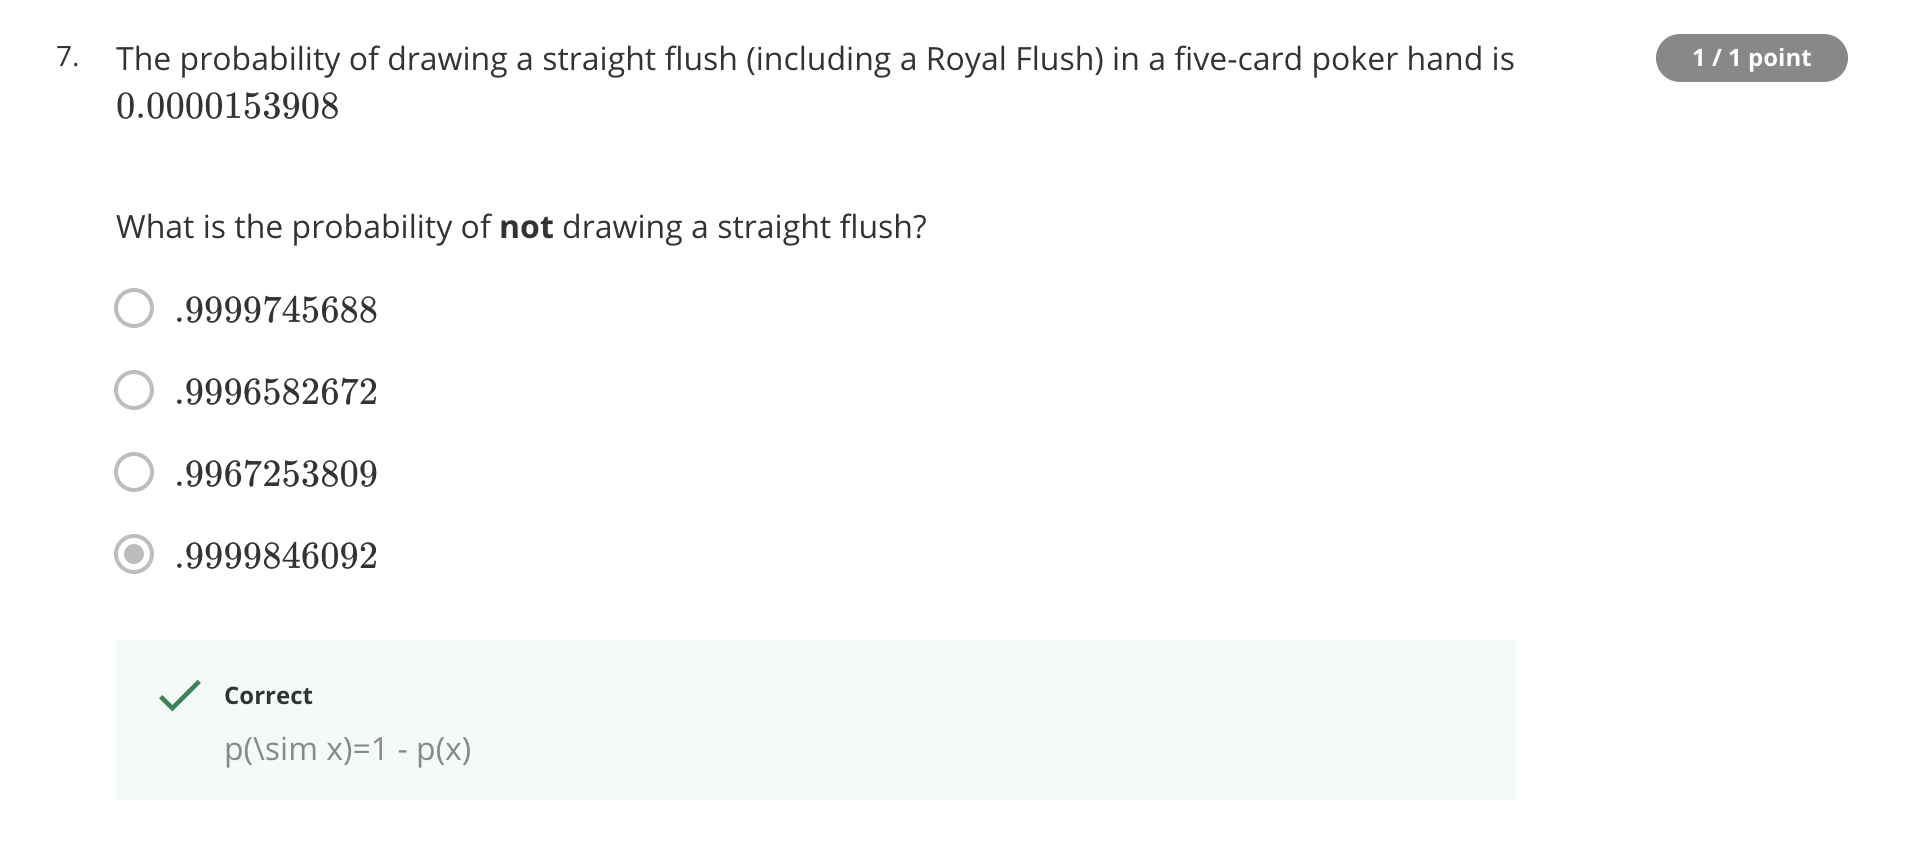 7. The probability of drawing a straight flush (including a Royal Flush) in a five-card poker hand is 1 / 1 point
0.0000153908
What is the probability of not drawing a straight flush?
.9999745688
.9996582672
.9967253809
.9999846092
Correct
p(\sim x)=1 - p(x)